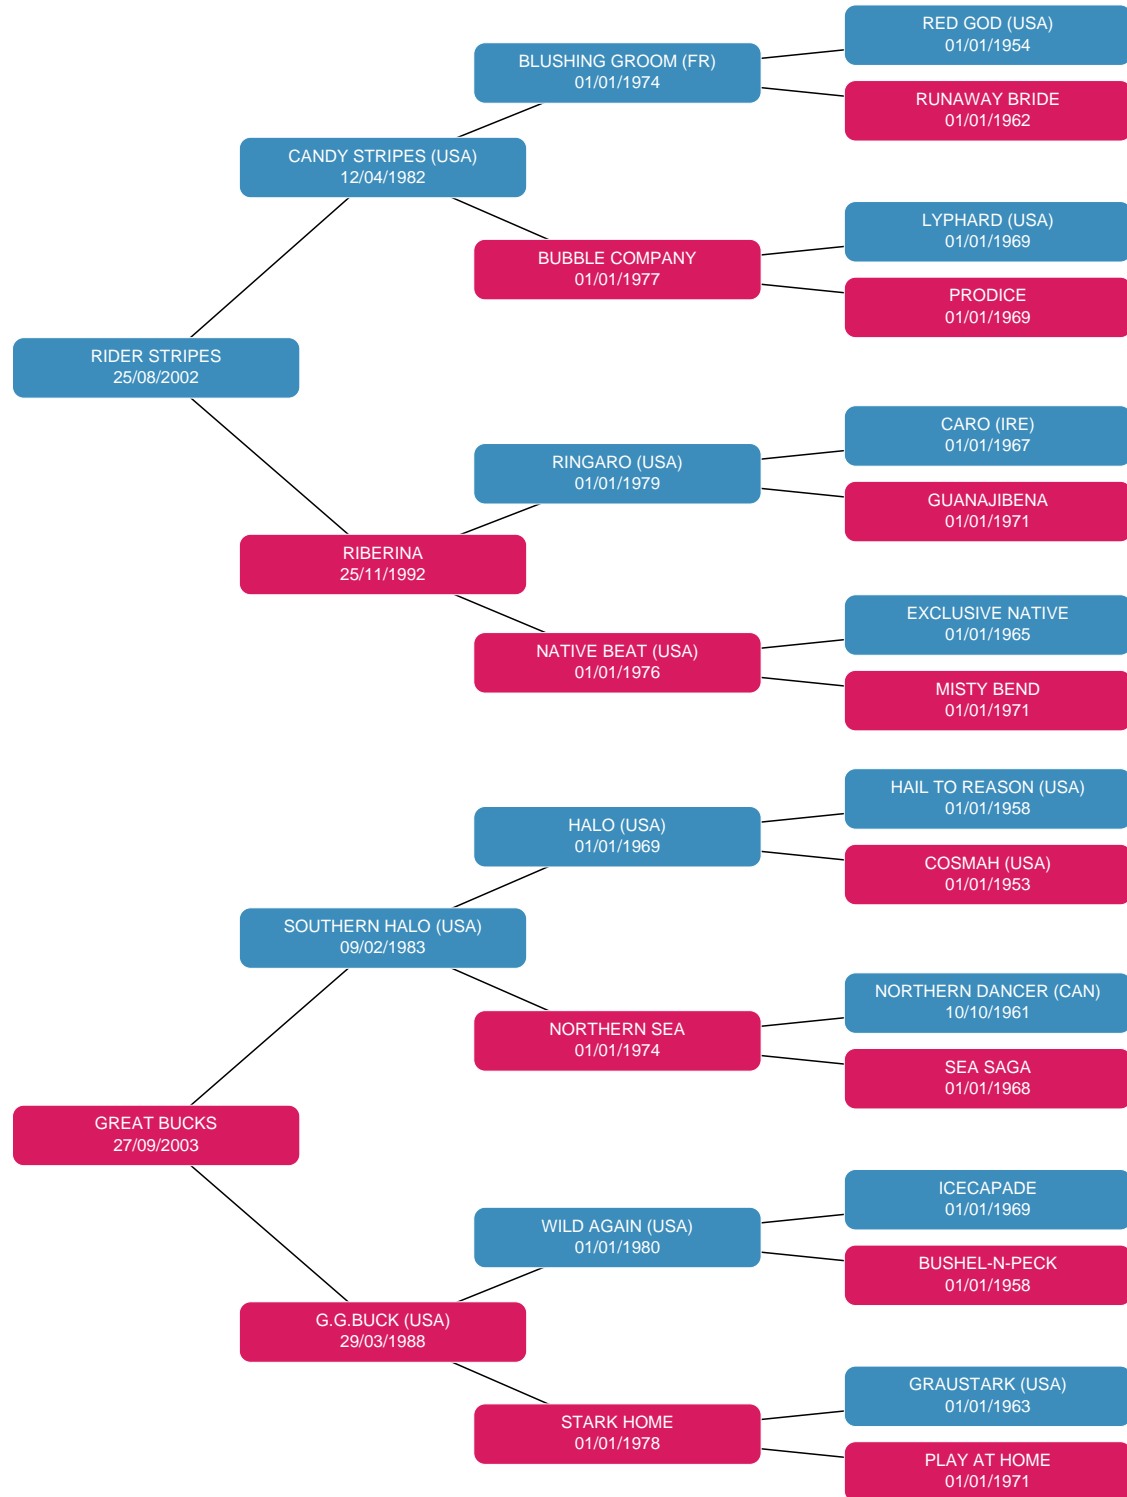 RED GOD (USA)
01/01/1954
BLUSHING GROOM (FR)
01/01/1974
RUNAWAY BRIDE
01/01/1962
CANDY STRIPES (USA)
12/04/1982
LYPHARD (USA)
01/01/1969
BUBBLE COMPANY
01/01/1977
PRODICE
01/01/1969
RIDER STRIPES
25/08/2002
CARO (IRE)
01/01/1967
RINGARO (USA)
01/01/1979
GUANAJIBENA
01/01/1971
RIBERINA
25/11/1992
EXCLUSIVE NATIVE
01/01/1965
NATIVE BEAT (USA)
01/01/1976
MISTY BEND
01/01/1971
HAIL TO REASON (USA)
01/01/1958
HALO (USA)
01/01/1969
COSMAH (USA)
01/01/1953
SOUTHERN HALO (USA)
09/02/1983
NORTHERN DANCER (CAN)
10/10/1961
NORTHERN SEA
01/01/1974
SEA SAGA
01/01/1968
GREAT BUCKS
27/09/2003
ICECAPADE
01/01/1969
WILD AGAIN (USA)
01/01/1980
BUSHEL-N-PECK
01/01/1958
G.G.BUCK (USA)
29/03/1988
GRAUSTARK (USA)
01/01/1963
STARK HOME
01/01/1978
PLAY AT HOME
01/01/1971